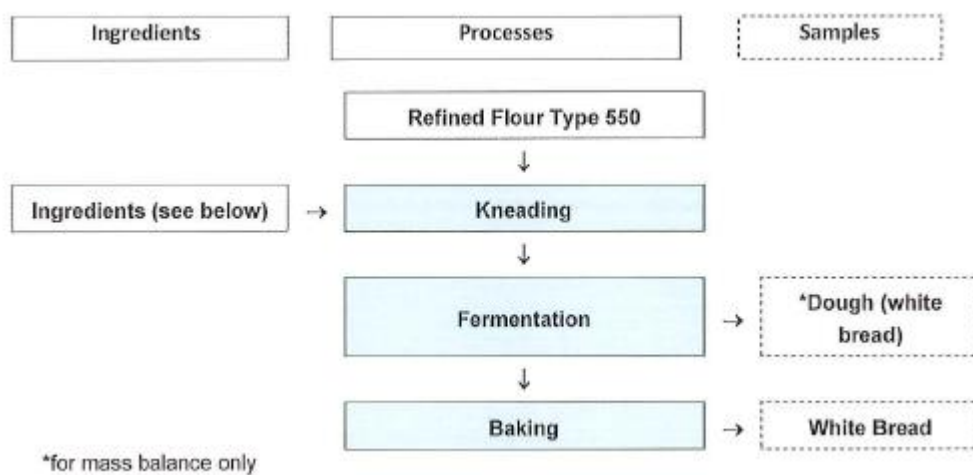 Ingredients
Processes
Samples
Refined Flour Type 550
↓
Ingredients (see below)
→
Kneading
↓
Fermentation
→
*Dough (white
bread)
↓
Baking
→
White Bread
*for mass balance only